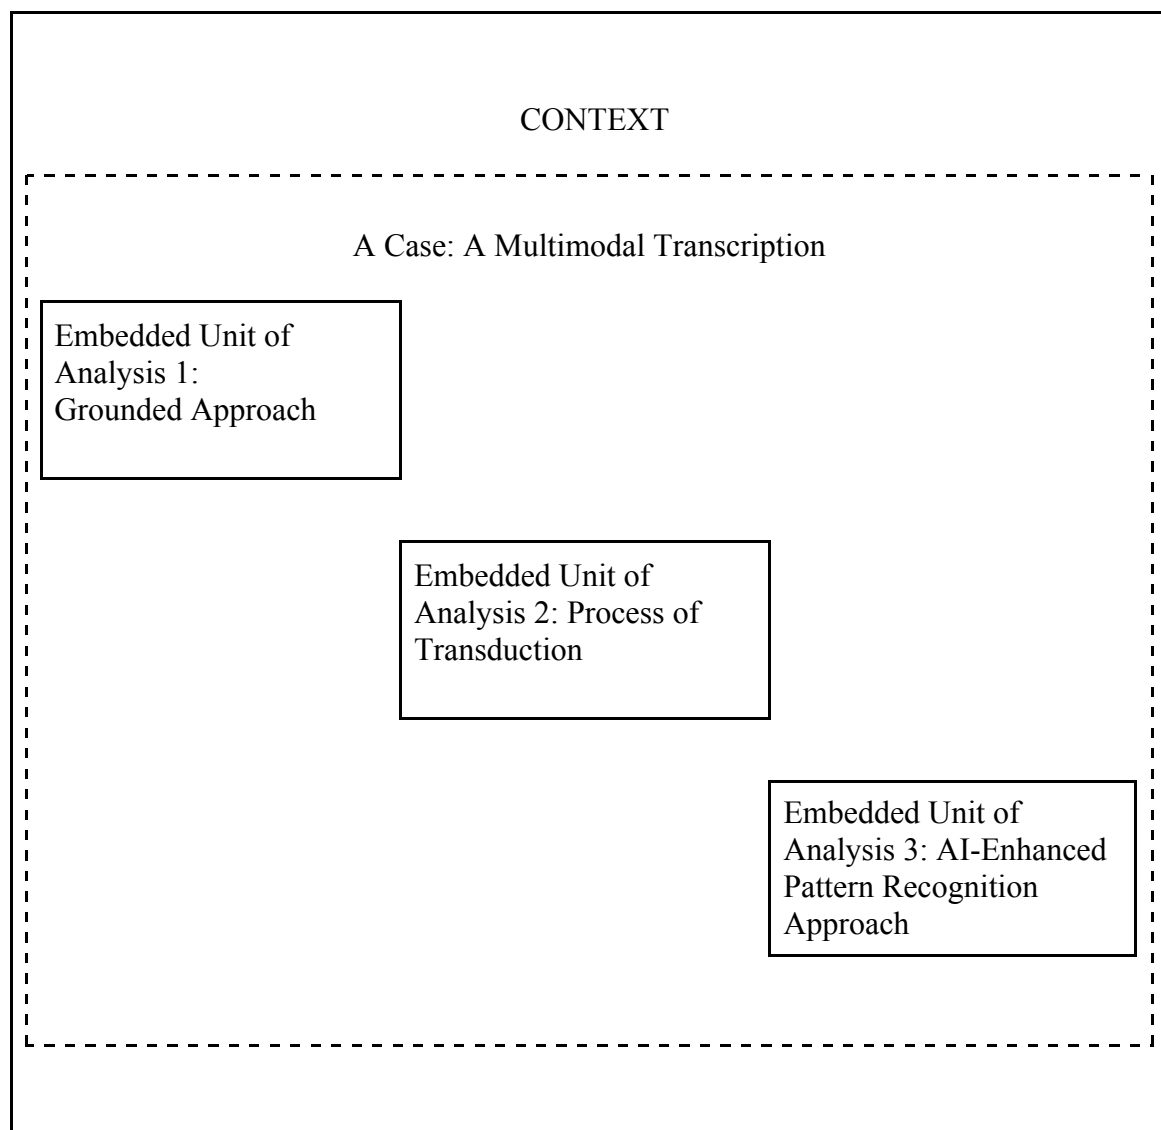 CONTEXT
A Case: A Multimodal Transcription
Embedded Unit of
Analysis 1:
Grounded Approach
Embedded Unit of
Analysis 2: Process of
Transduction
Embedded Unit of
Analysis 3: AI-Enhanced
Pattern Recognition
Approach